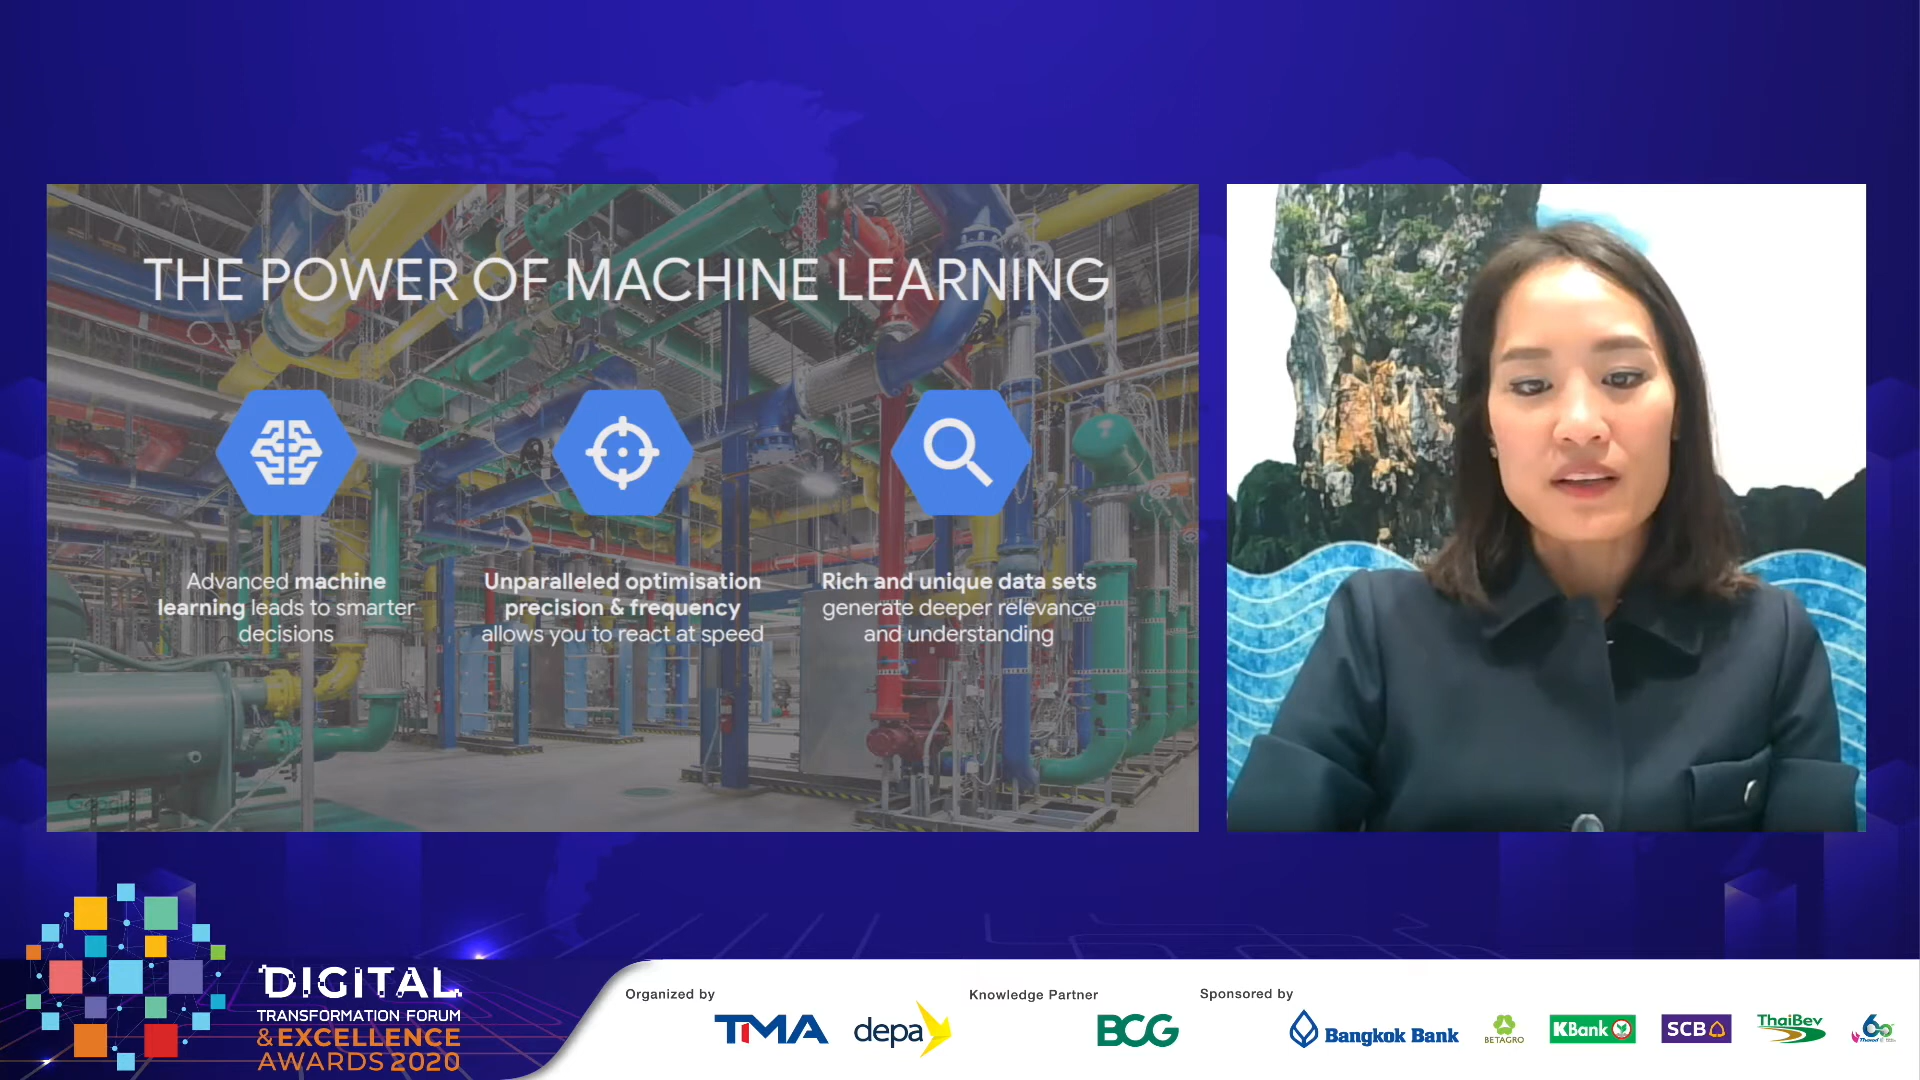 THE POWER OF MACHINE LEARNING
Advanced machine
learning leads to smarter
decisions
Unparalleled optimisation
precision & frequency
allows you to react at speed
Rich and unique data sets
generate deeper relevance
and understanding
Google
DIGITAL
TRANSFORMATION FORUM
& EXCELLENCE
AWARDS 2020
Organized by
TMA
depa
Knowledge Partner
BCG
Sponsored by
Bangkok Bank
BETAGRO
KBank
SCB
ThaiBev
60